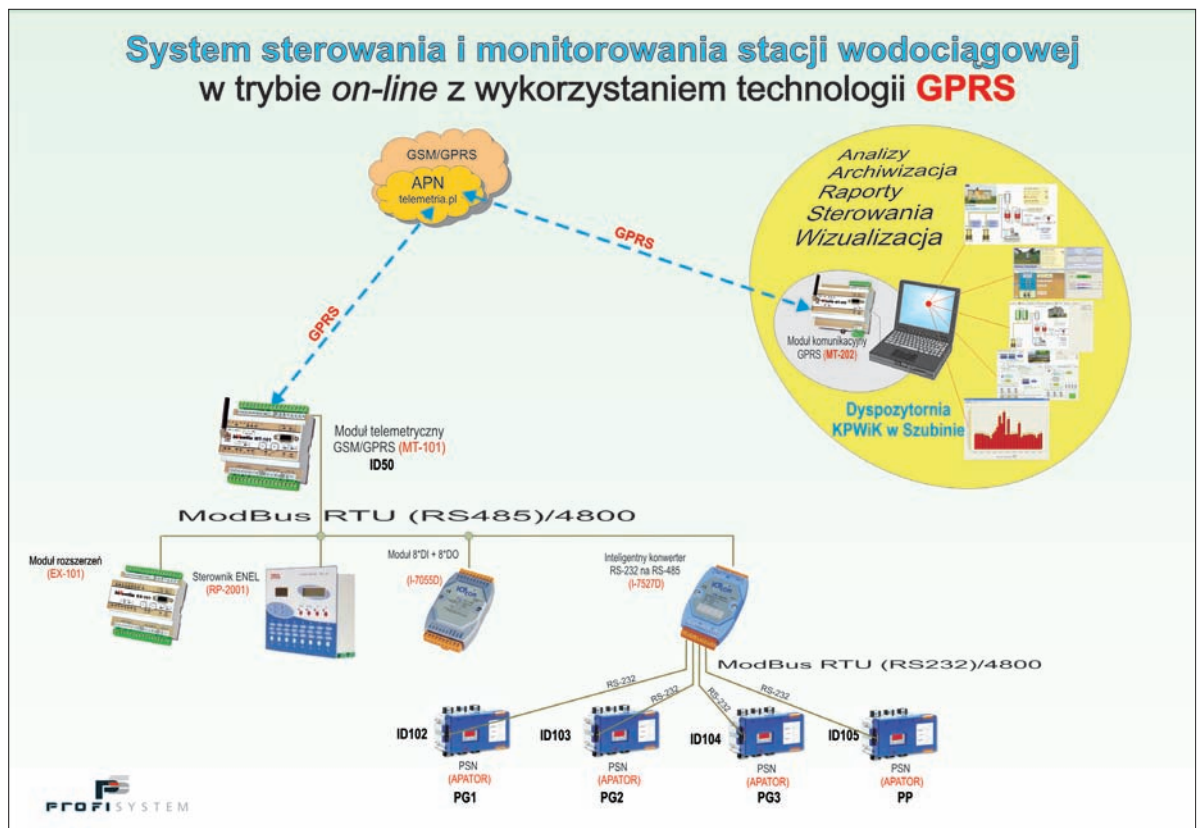 System sterowania i monitorowania stacji wodociągowej
w trybie on-line z wykorzystaniem technologii GPRS
GSM/GPRS
APN
telemetria.pl
Analizy
Archiwizacja
Raporty
Sterowania
Wizualizacja
GPRS
GPRS
Moduł komunikacyjny
GPRS (MT-202)
Dyspozytornia
KPWiK w Szubinie
Moduł telemetryczny
GSM/GPRS (MT-101)
ID50
ModBus RTU (RS485)/4800
Moduł rozszerzeń
(EX-101)
Sterownik ENEL
(RP-2001)
Moduł 8*DI + 8*DO
(I-7055D)
Inteligentny konwerter
RS-232 na RS-485
(I-7527D)
ModBus RTU (RS232)/4800
RS-232
RS-232
RS-232
RS-232
ID102
PSN
(APATOR)
PG1
ID103
PSN
(APATOR)
PG2
ID104
PSN
(APATOR)
PG3
ID105
PSN
(APATOR)
PP
PROFISYSTEM